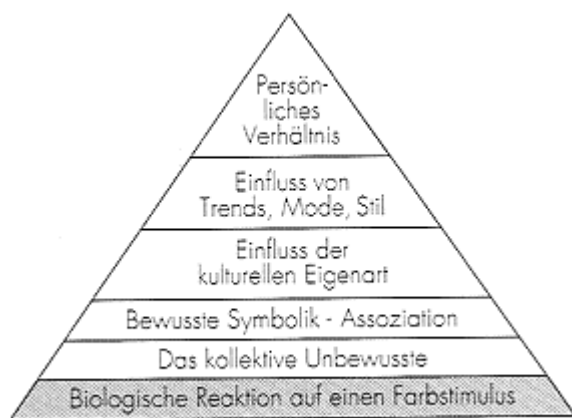 Persön-
liches
Verhältnis
Einfluss von
Trends, Mode, Stil
Einfluss der
kulturellen Eigenart
Bewusste Symbolik - Assoziation
Das kollektive Unbewusste
Biologische Reaktion auf einen Farbstimulus